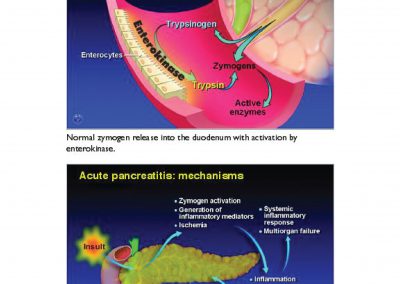 Trypsinogen
Enterocytes
Enterokinase
Zymogens
Trypsin
Active
enzymes
Normal zymogen release into the duodenum with activation by
enterokinase.
Acute pancreatitis: mechanisms
• Zymogen activation
• Generation of
inflammatory mediators
• Ischemia
• Systemic
inflammatory
response
• Multiorgan failure
Insult
• Inflammation